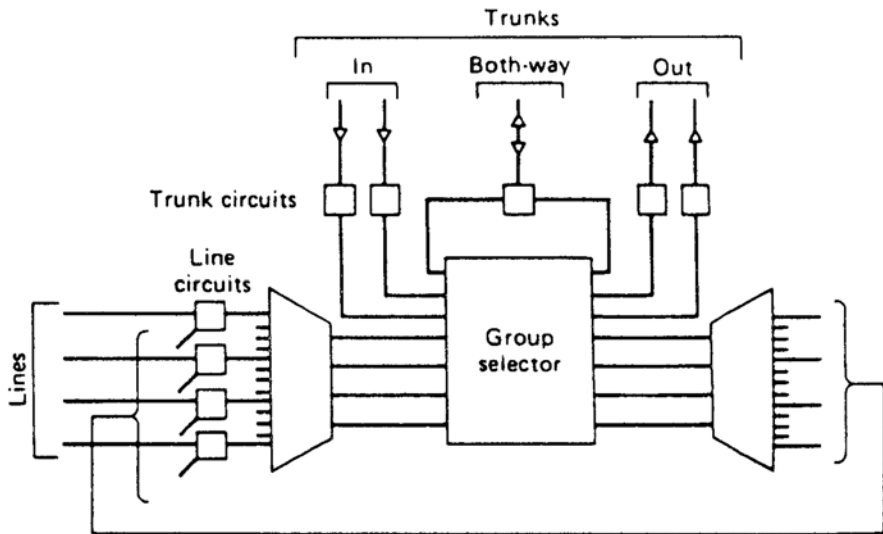 Trunks
In
Both-way
Out
Trunk circuits
Line
circuits
Lines
Group
selector